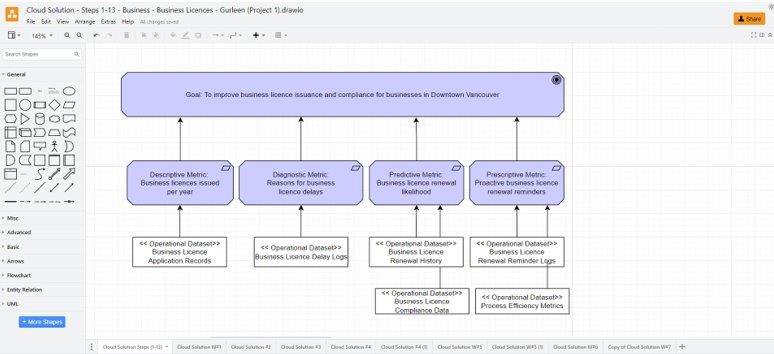 Cloud Solution - Steps 1-13 - Business - Business Licences - Gurleen (Project 1).drawio
File Edit View Arrange Extras Help All changes saved
Share
145%
Search Shapes
General
Misc
Advanced
Basic
Arrows
Flowchart
Entity Relation
UML
+ More Shapes
Goal: To improve business licence issuance and compliance for businesses in Downtown Vancouver
Descriptive Metric:
Business licences issued
per year
Diagnostic Metric:
Reasons for business
licence delays
Predictive Metric:
Business licence renewal
likelihood
Prescriptive Metric:
Proactive business licence
renewal reminders
<< Operational Dataset>>
Business Licence
Application Records
<< Operational Dataset>>
Business Licence Delay Logs
<< Operational Dataset>>
Business Licence
Renewal History
<< Operational Dataset>>
Business Licence
Renewal Reminder Logs
<< Operational Dataset>>
Business Licence
Compliance Data
<< Operational Dataset>>
Process Efficiency Metrics
Cloud Solution Steps (1-13) Cloud Solution W#1 Cloud Solution #2 Cloud Solution #3 Cloud Solution #4 Cloud Solution #4 (1) Cloud Solution W#5 Cloud Solution W#5 (1) Cloud Solution W#6 Copy of Cloud Solution W#7